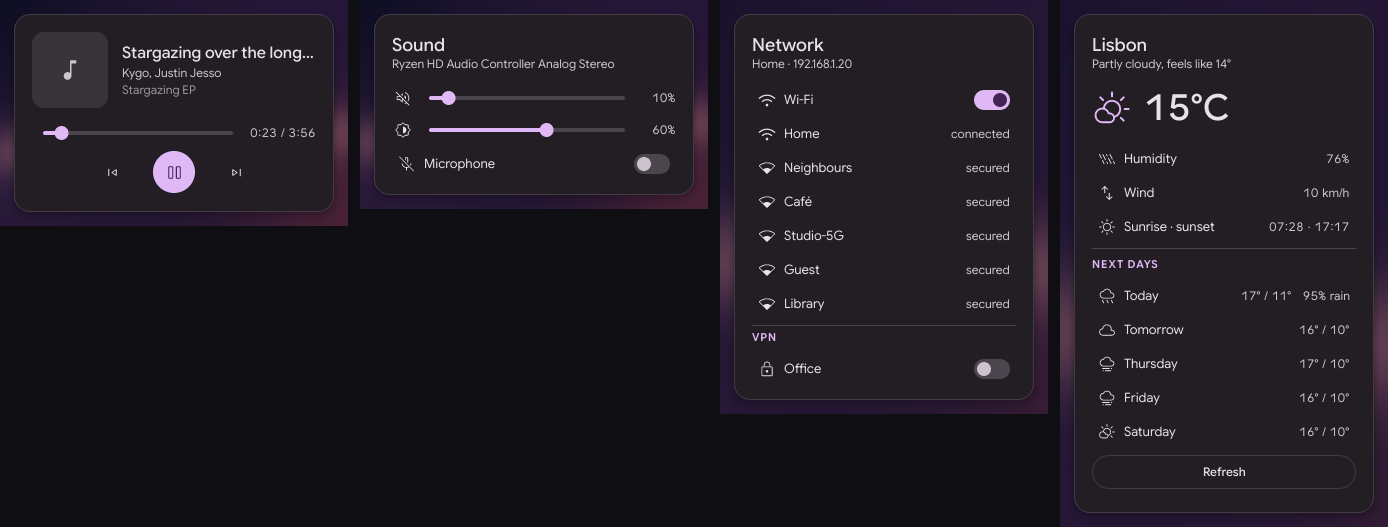 Stargazing over the long...
Kygo, Justin Jesso
Stargazing EP
0:23 / 3:56
Sound
Ryzen HD Audio Controller Analog Stereo
10%
60%
Microphone
Network
Home · 192.168.1.20
Wi-Fi
Home connected
Neighbours secured
Café secured
Studio-5G secured
Guest secured
Library secured
VPN
Office
Lisbon
Partly cloudy, feels like 14°
15°C
Humidity 76%
Wind 10 km/h
Sunrise · sunset 07:28 · 17:17
NEXT DAYS
Today 17° / 11° 95% rain
Tomorrow 16° / 10°
Thursday 17° / 10°
Friday 16° / 10°
Saturday 16° / 10°
Refresh